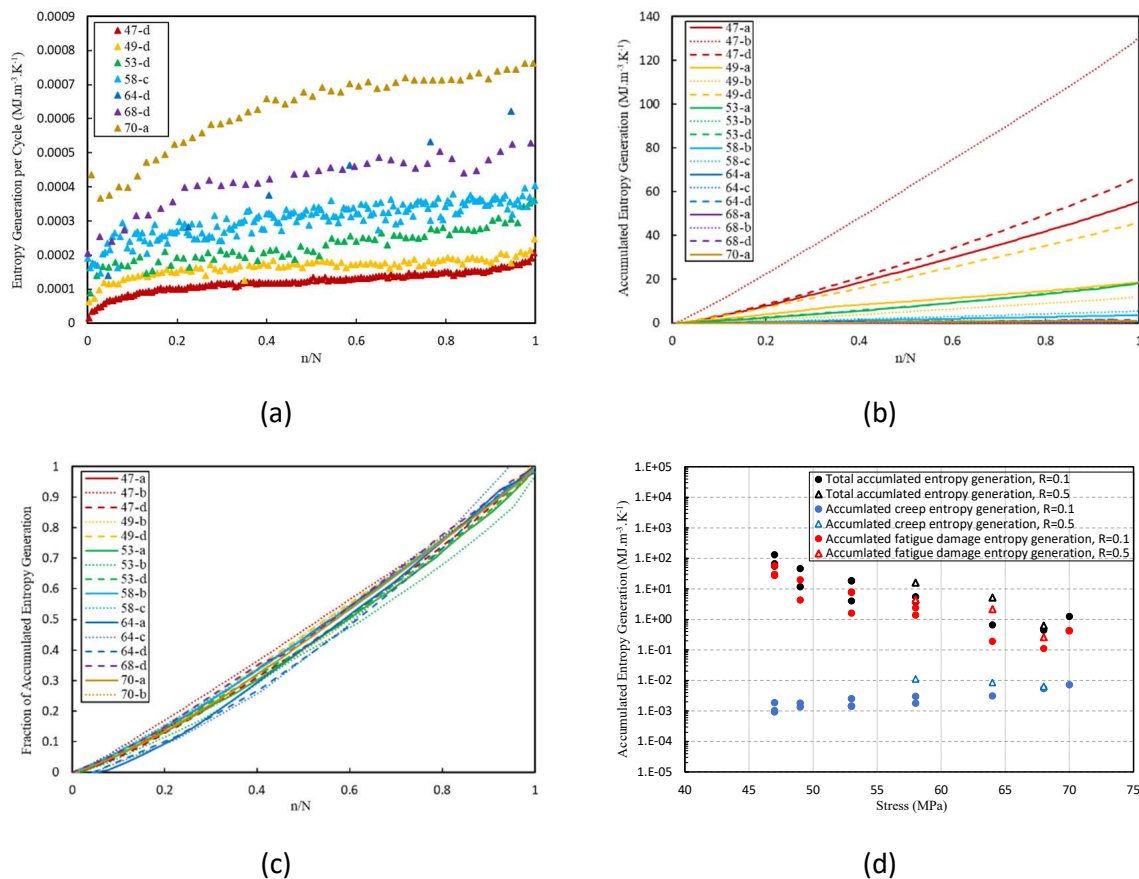 0.0009
0.0008
0.0007
0.0006
0.0005
0.0004
0.0003
0.0002
0.0001
0
Entropy Generation per Cycle (MJ.m⁻³.K⁻¹)
47-d
49-d
53-d
58-c
64-d
68-d
70-a
0 0.2 0.4 0.6 0.8 1
n/N
(a)
140
120
100
80
60
40
20
0
Accumulated Entropy Generation (MJ.m⁻³.K⁻¹)
47-a
47-b
47-d
49-a
49-b
49-d
53-a
53-b
53-d
58-b
58-c
64-a
64-c
64-d
68-a
68-b
68-d
70-a
0 0.2 0.4 0.6 0.8 1
n/N
(b)
1
0.9
0.8
0.7
0.6
0.5
0.4
0.3
0.2
0.1
0
Fraction of Accumulated Entropy Generation
47-a
47-b
47-d
49-b
49-d
53-a
53-b
53-d
58-b
58-c
64-a
64-c
64-d
68-d
70-a
70-b
0 0.2 0.4 0.6 0.8 1
n/N
(c)
1.E+05
1.E+04
1.E+03
1.E+02
1.E+01
1.E+00
1.E-01
1.E-02
1.E-03
1.E-04
1.E-05
Accumulated Entropy Generation (MJ.m⁻³.K⁻¹)
Total accumlated entropy generation, R=0.1
Total accumlated entropy generation, R=0.5
Accumlated creep entropy generation, R=0.1
Accumlated creep entropy generation, R=0.5
Accumlated fatigue damage entropy generation, R=0.1
Accumlated fatigue damage entropy generation, R=0.5
40 45 50 55 60 65 70 75
Stress (MPa)
(d)